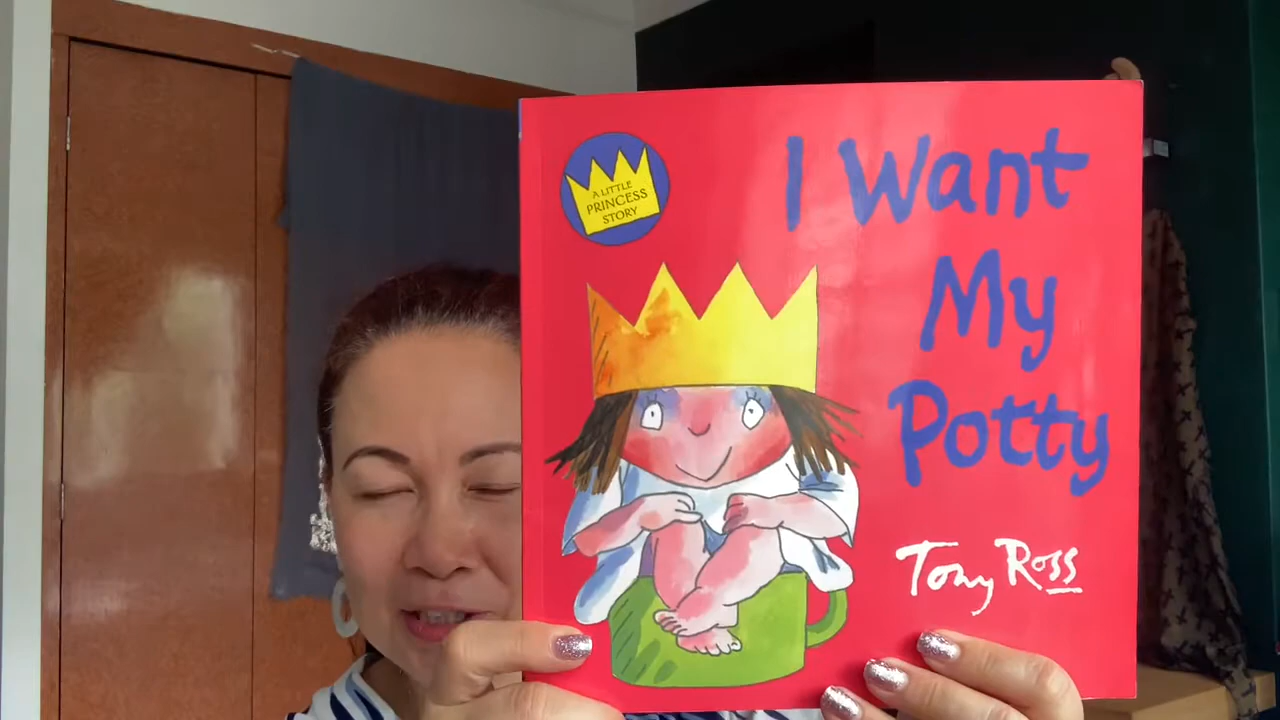 A LITTLE
PRINCESS
STORY
I Want
My
Potty
Tony Ross